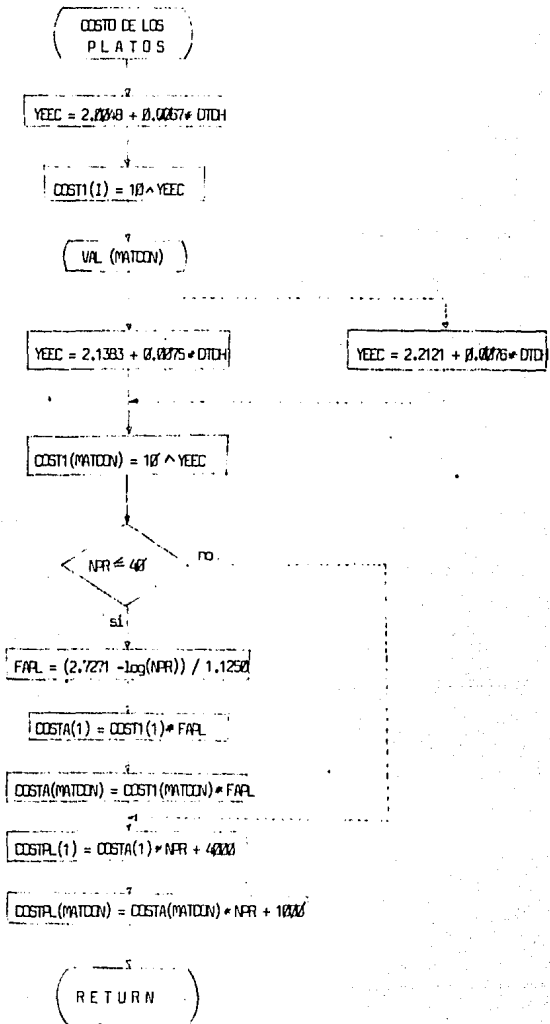 COSTO DE LOS
PLATOS
YEEC = 2.0048 + 0.0067* DTCH
COST1(I) = 10 ^ YEEC
VAL (MATCON)
YEEC = 2.1383 + 0.0075 * DTCH
YEEC = 2.2121 + 0.0076* DTCH
COST1(MATCON) = 10 ^ YEEC
NPR ≤ 40
no
si
FAPL = (2.7271 -log(NPR)) / 1.1250
COSTA(1) = COST1(1)* FAPL
COSTA(MATCON) = COST1(MATCON)* FAPL
COSTPL(1) = COSTA(1)* NPR + 4000
COSTPL(MATCON) = COSTA(MATCON)* NPR + 1000
RETURN